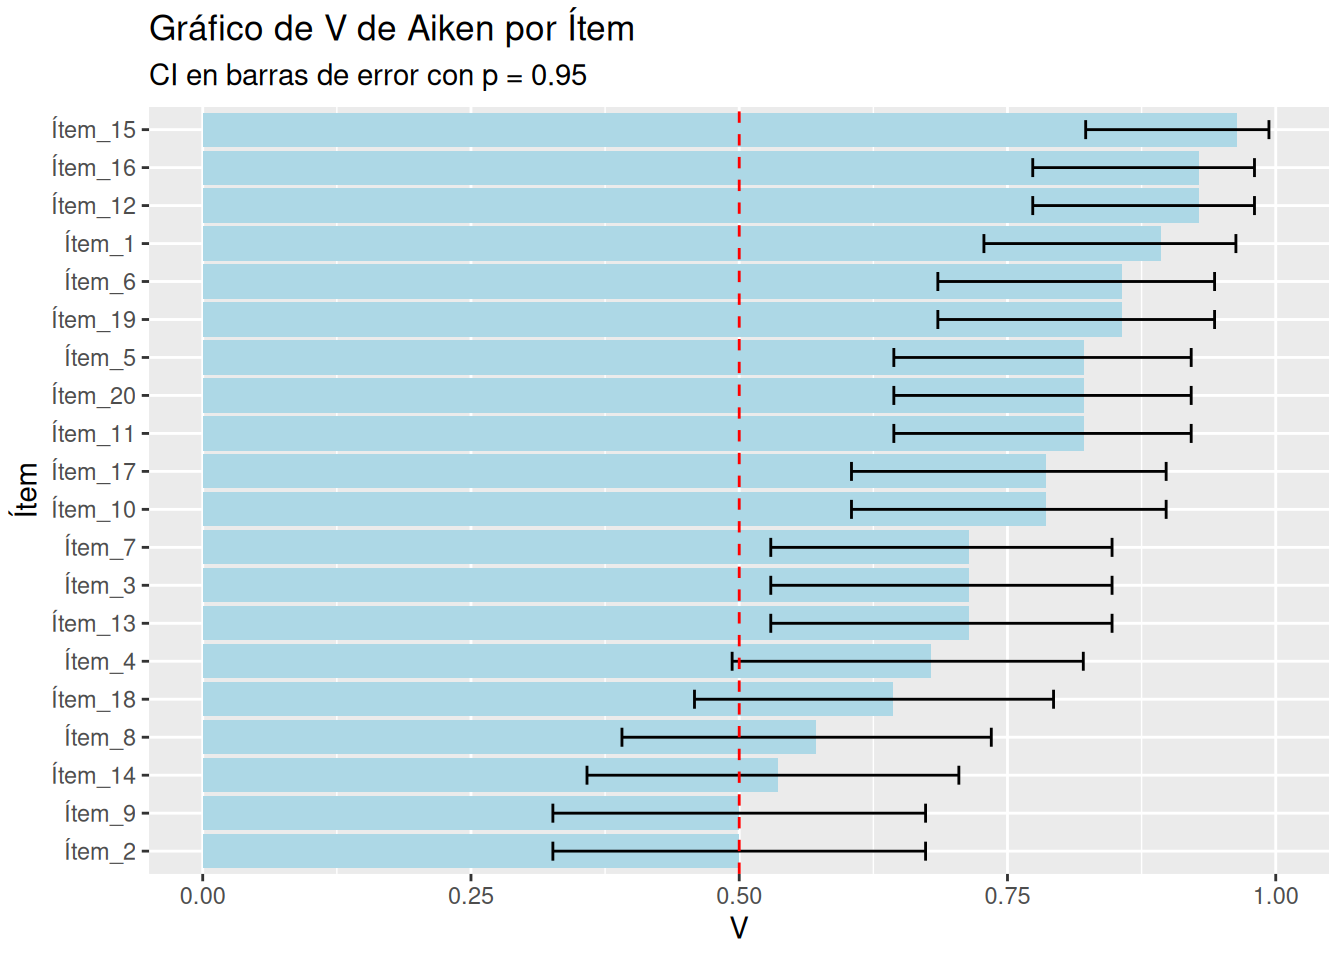 Gráfico de V de Aiken por Ítem
CI en barras de error con p = 0.95
Ítem
Ítem_15
Ítem_16
Ítem_12
Ítem_1
Ítem_6
Ítem_19
Ítem_5
Ítem_20
Ítem_11
Ítem_17
Ítem_10
Ítem_7
Ítem_3
Ítem_13
Ítem_4
Ítem_18
Ítem_8
Ítem_14
Ítem_9
Ítem_2
0.00 0.25 0.50 0.75 1.00
V